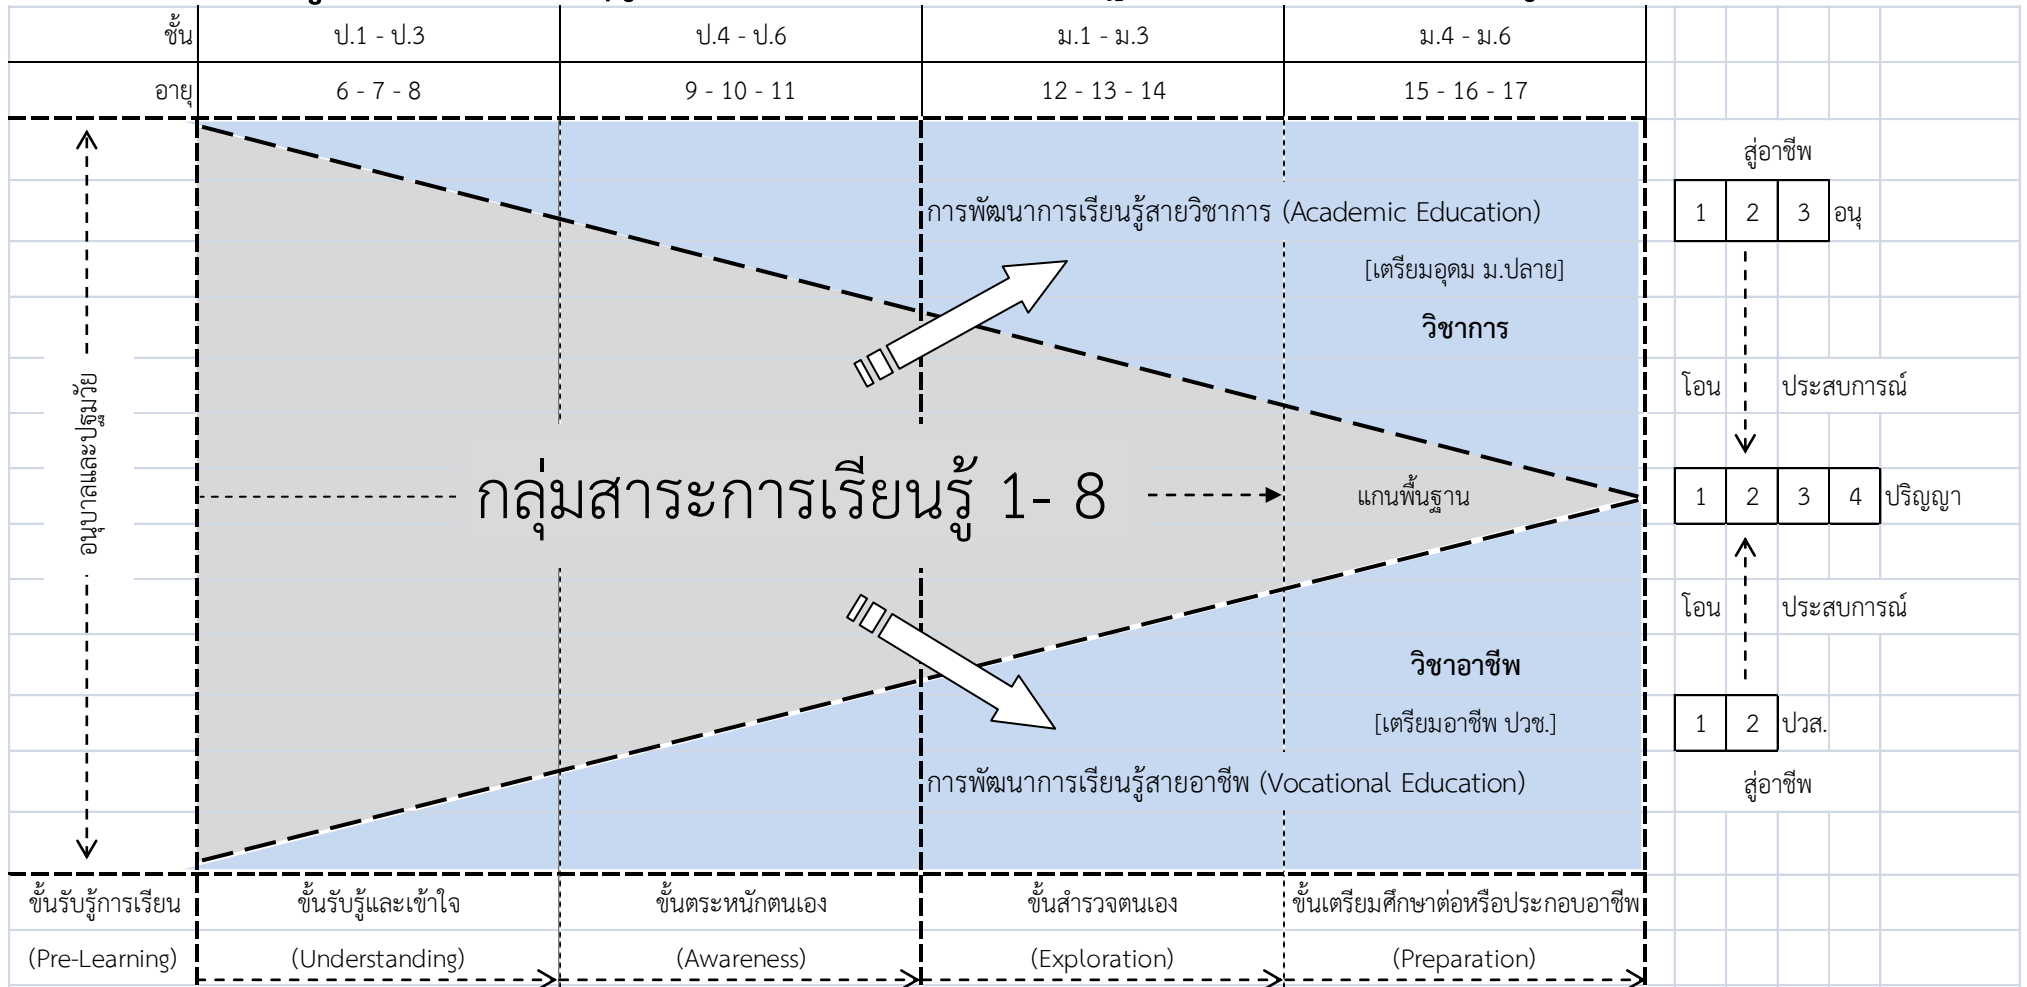 ชั้น ป.1 - ป.3 ป.4 - ป.6 ม.1 - ม.3 ม.4 - ม.6
อายุ 6 - 7 - 8 9 - 10 - 11 12 - 13 - 14 15 - 16 - 17
สู่อาชีพ
การพัฒนาการเรียนรู้สายวิชาการ (Academic Education) 1 2 3 อนุ
[เตรียมอุดม ม.ปลาย]
วิชาการ
โอน ประสบการณ์
อนุบาลและปฐมวัย
กลุ่มสาระการเรียนรู้ 1- 8 แกนพื้นฐาน 1 2 3 4 ปริญญา
โอน ประสบการณ์
วิชาอาชีพ
[เตรียมอาชีพ ปวช.] 1 2 ปวส.
การพัฒนาการเรียนรู้สายอาชีพ (Vocational Education) สู่อาชีพ
ขั้นรับรู้การเรียน ขั้นรับรู้และเข้าใจ ขั้นตระหนักตนเอง ขั้นสำรวจตนเอง ขั้นเตรียมศึกษาต่อหรือประกอบอาชีพ
(Pre-Learning) (Understanding) (Awareness) (Exploration) (Preparation)